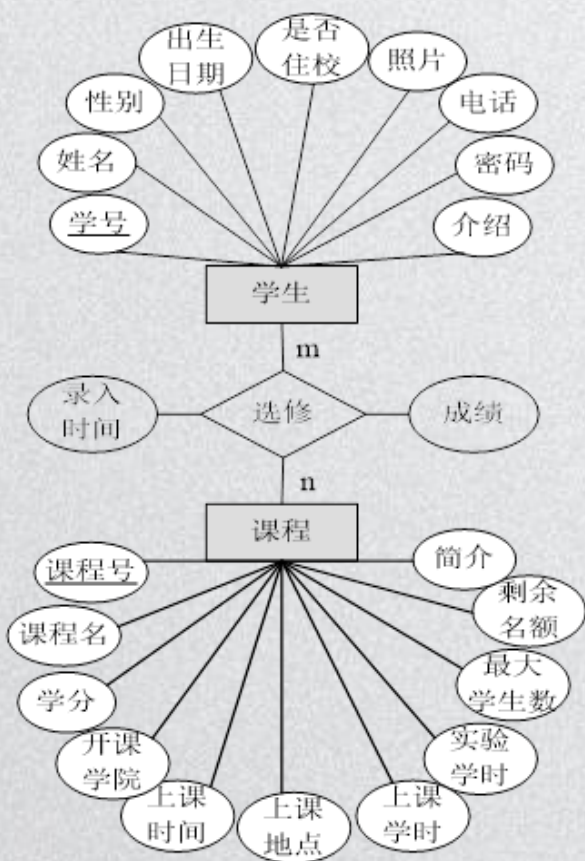 出生
日期
是否
住校
照片
性别
电话
姓名
密码
学号
介绍
学生
m
录入
时间
选修
成绩
n
课程
课程号
简介
课程名
剩余
名额
学分
最大
学生数
开课
学院
实验
学时
上课
时间
上课
地点
上课
学时